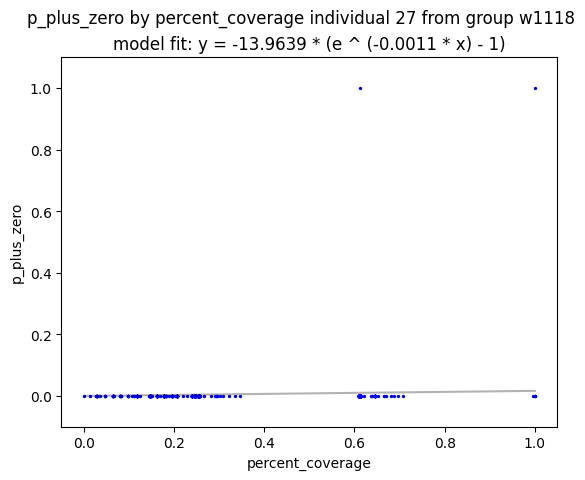 p_plus_zero by percent_coverage individual 27 from group w1118
model fit: y = -13.9639 * (e ^ (-0.0011 * x) - 1)
1.0
0.8
0.6
0.4
0.2
0.0
p_plus_zero
0.0 0.2 0.4 0.6 0.8 1.0
percent_coverage